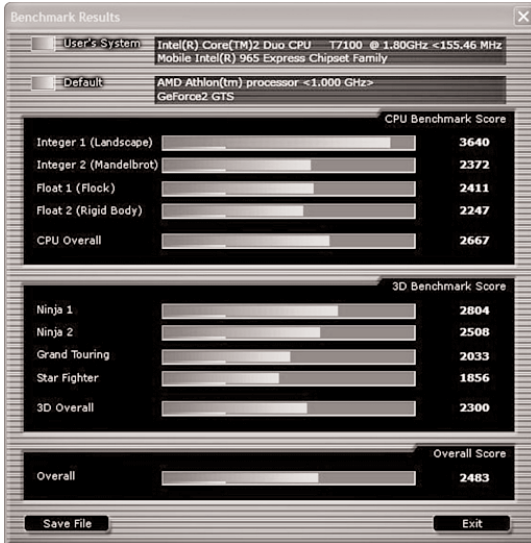 Benchmark Results
User's System
Intel(R) Core(TM)2 Duo CPU T7100 @ 1.80GHz <155.46 MHz
Mobile Intel(R) 965 Express Chipset Family
Default
AMD Athlon(tm) processor <1.000 GHz>
GeForce2 GTS
CPU Benchmark Score
Integer 1 (Landscape) 3640
Integer 2 (Mandelbrot) 2372
Float 1 (Flock) 2411
Float 2 (Rigid Body) 2247
CPU Overall 2667
3D Benchmark Score
Ninja 1 2804
Ninja 2 2508
Grand Touring 2033
Star Fighter 1856
3D Overall 2300
Overall Score
Overall 2483
Save File Exit